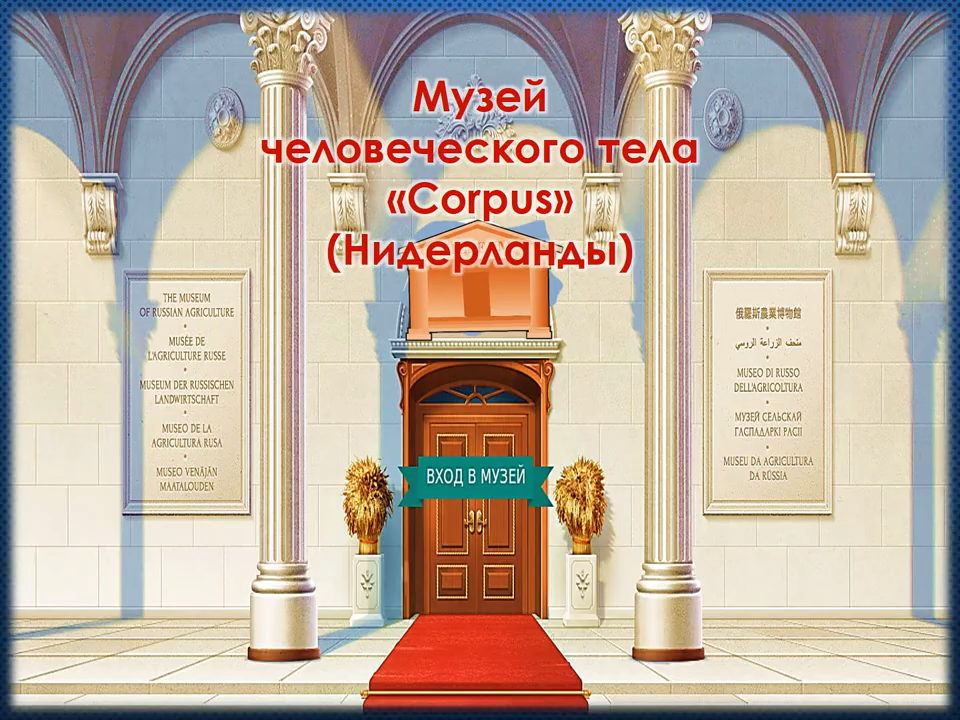 Музей
человеческого тела
«Corpus»
(Нидерланды)
THE MUSEUM
OF RUSSIAN AGRICULTURE
MUSÉE DE
L'AGRICULTURE RUSSE
MUSEUM DER RUSSISCHEN
LANDWIRTSCHAFT
MUSEO DE LA
AGRICULTURA RUSA
MUSEO VENÄJÄN
MAATALOUDEN
ВХОД В МУЗЕЙ
俄羅斯農業博物館
متحف الزراعة الروسي
MUSEO DI RUSSO
DELL'AGRICOLTURA
МУЗЕЙ СЕЛЬСКАЙ
ГАСПАДАРКІ РАСІІ
MUSEU DA AGRICULTURA
DA RÚSSIA